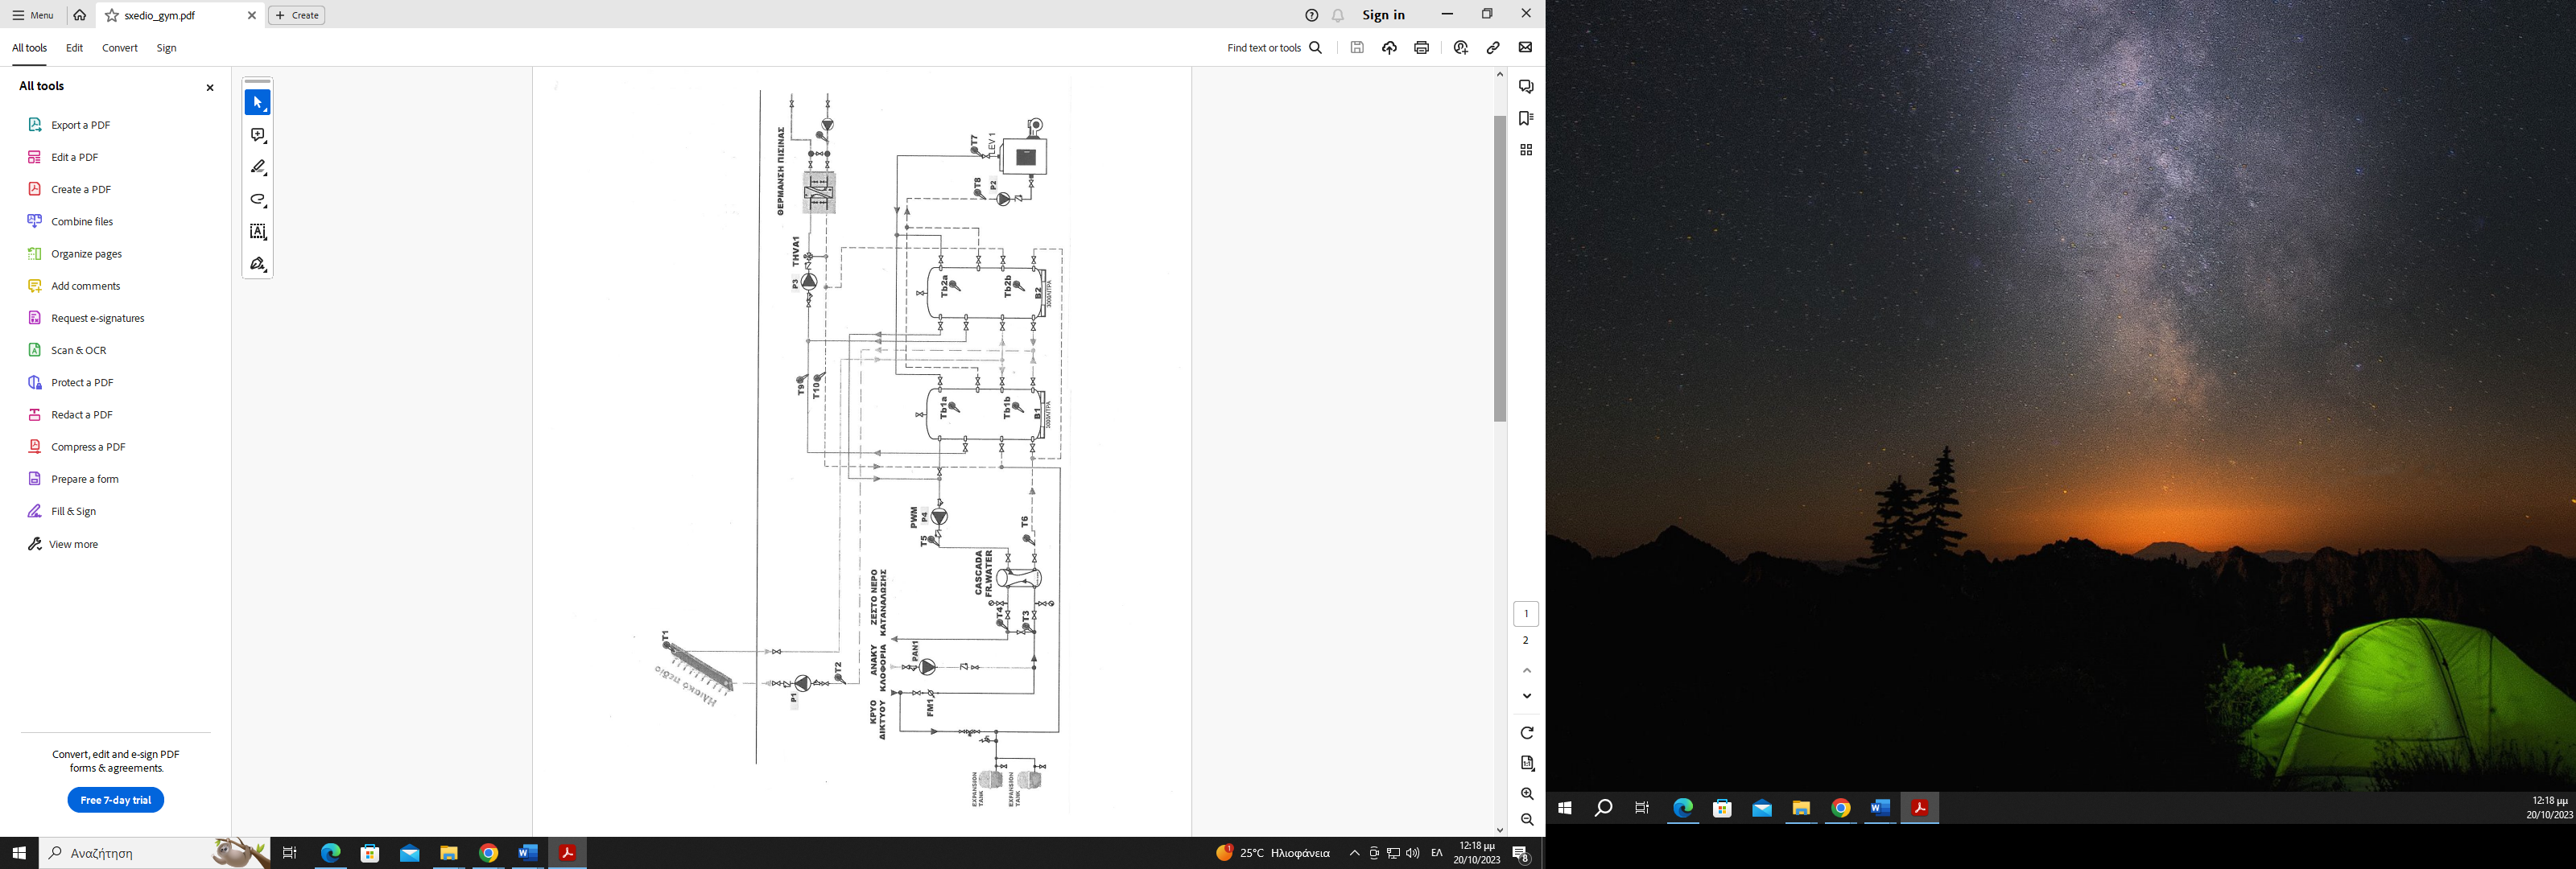 Menu
sxedio_gym.pdf
Create
Sign in
All tools
Edit
Convert
Sign
Find text or tools
All tools
Export a PDF
Edit a PDF
Create a PDF
Combine files
Organize pages
Add comments
Request e-signatures
Scan & OCR
Protect a PDF
Redact a PDF
Compress a PDF
Prepare a form
Fill & Sign
View more
Convert, edit and e-sign PDF
forms & agreements.
Free 7-day trial
ΘΕΡΜΑΝΣΗ ΠΙΣΙΝΑΣ
T7
LEV 1
T8
P2
THVA1
P3
Tb2a
Tb2b
B2
T9
T10
Tb1a
Tb1b
B1
PWM
P4
T5
T6
CASCADA
FR.WATER
ΖΕΣΤΟ ΝΕΡΟ
ΚΑΤΑΝΑΛΩΣΗΣ
T4
T3
T1
Ηλιακό πεδίο
ΑΝΑΚΥ
ΚΛΟΦΟΡΙΑ
PAN1
T2
P1
ΚΡΥΟ
ΔΙΚΤΥΟΥ
FM1
EXPANSION
TANK
EXPANSION
TANK
1
2
Αναζήτηση
25°C Ηλιοφάνεια
ΕΛ
12:18 μμ
20/10/2023
8
12:18 μμ
20/10/2023